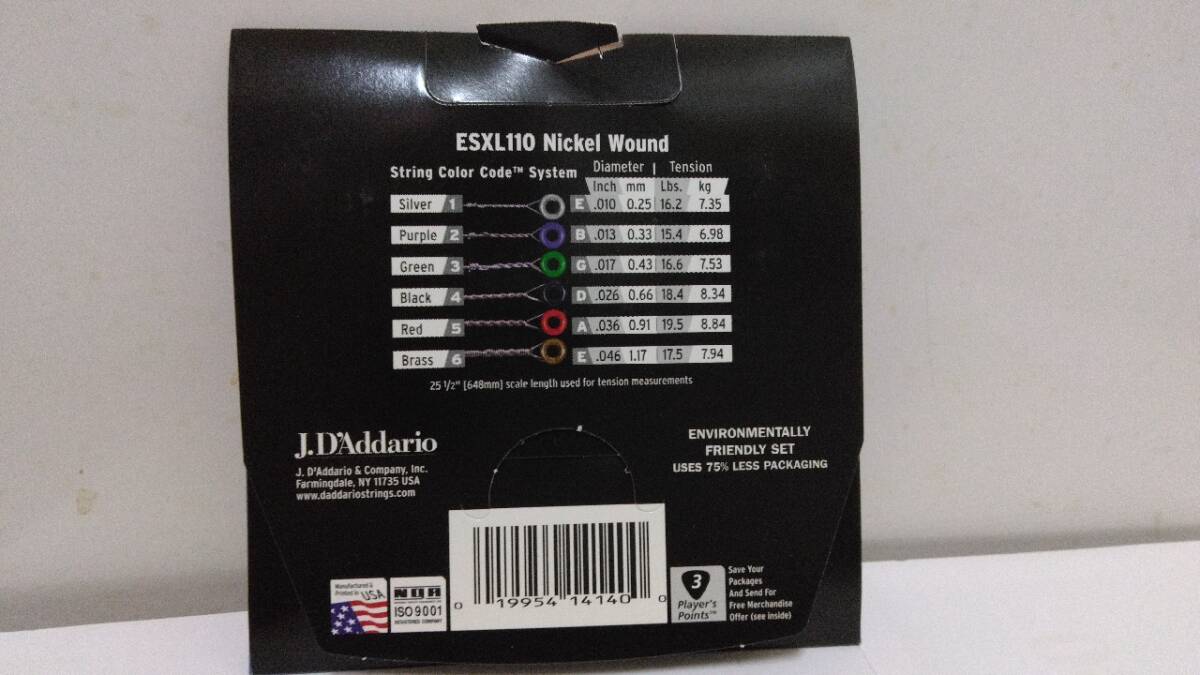 ESXL110 Nickel Wound
String Color Code™ System Diameter | Tension
Inch mm Lbs. kg
Silver 1 E .010 0.25 16.2 7.35
Purple 2 B .013 0.33 15.4 6.98
Green 3 G .017 0.43 16.6 7.53
Black 4 D .026 0.66 18.4 8.34
Red 5 A .036 0.91 19.5 8.84
Brass 6 E .046 1.17 17.5 7.94
25 1/2" [648mm] scale length used for tension measurements
J.D'Addario
J. D'Addario & Company, Inc.
Farmingdale, NY 11735 USA
www.daddariostrings.com
ENVIRONMENTALLY
FRIENDLY SET
USES 75% LESS PACKAGING
Manufactured &
Printed in USA
NQA
ISO 9001
REGISTERED COMPANY
0 19954 14140 0
3
Player's
Points™
Save Your
Packages
And Send For
Free Merchandise
Offer (see inside)